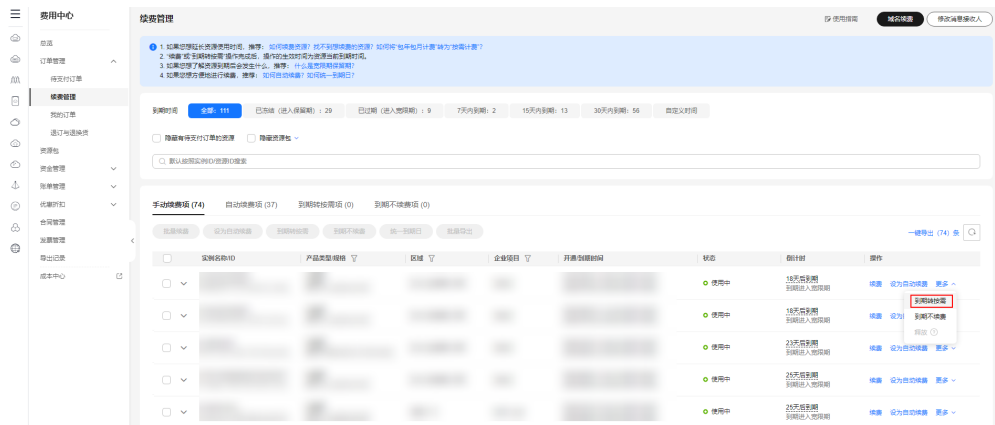 费用中心
总览
订单管理
待支付订单
续费管理
我的订单
退订与退换货
资源包
资金管理
账单管理
优惠折扣
合同管理
发票管理
导出记录
成本中心
续费管理
使用指南
域名续费
修改消息接收人
1. 如果您想延长资源使用时间，推荐： 如何续费资源？找不到想续费的资源？如何将“包年包月计费”转为“按需计费”？
2. “续费”或“到期转按需”操作完成后，操作的生效时间为资源当前到期时间。
3. 如果您想了解资源到期后会发生什么，推荐： 什么是宽限期保留期？
4. 如果您想方便地进行续费，推荐： 如何自动续费？如何统一到期日？
到期时间 全部：111 已冻结（进入保留期）：29 已过期（进入宽限期）：9 7天内到期：2 15天内到期：13 30天内到期：56 自定义时间
隐藏有待支付订单的资源 隐藏资源包
默认按照实例ID/资源ID搜索
手动续费项 (74) 自动续费项 (37) 到期转按需项 (0) 到期不续费项 (0)
批量续费 设为自动续费 到期转按需 到期不续费 统一到期日 批量导出 一键导出（74）条
实例名称/ID 产品类型/规格 区域 企业项目 开通/到期时间 状态 倒计时 操作
使用中 18天后到期 续费 设为自动续费 更多
到期进入宽限期
到期转按需
使用中 18天后到期 续费
到期进入宽限期
到期不续费
释放
使用中 23天后到期 续费 设为自动续费 更多
到期进入宽限期
使用中 25天后到期 续费 设为自动续费 更多
到期进入宽限期
使用中 25天后到期 续费 设为自动续费 更多
到期进入宽限期